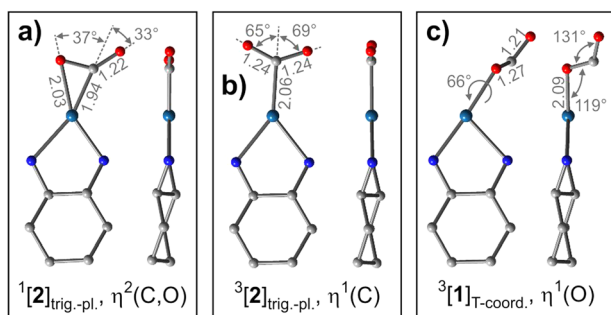 a)
37°
33°
1.22
1.94
2.03
¹[2]trig.-pl., η²(C,O)
b)
65°
69°
1.24
1.24
2.06
³[2]trig.-pl., η¹(C)
c)
1.21
131°
1.27
66°
2.09
119°
³[1]T-coord., η¹(O)